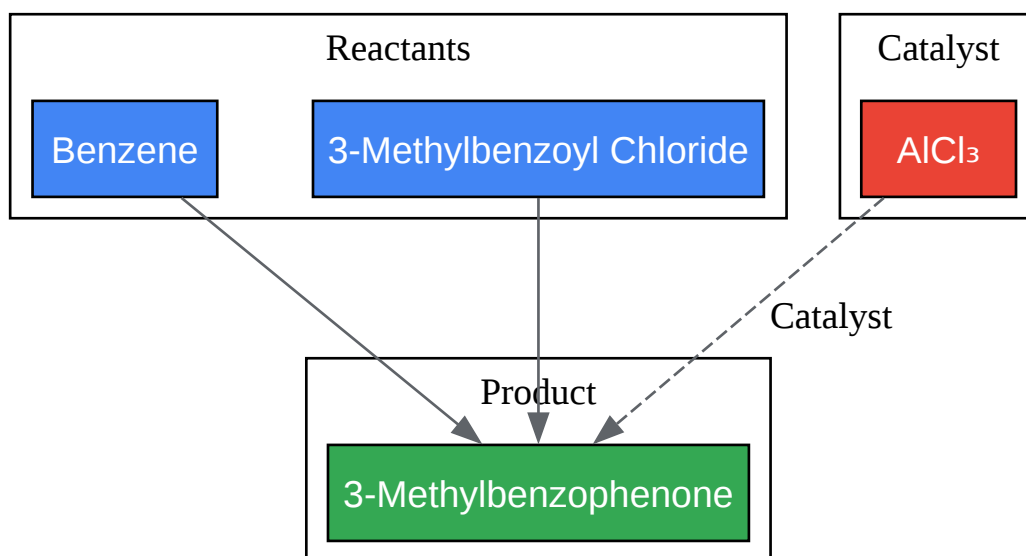 Reactants
Catalyst
Benzene
3-Methylbenzoyl Chloride
AlCl₃
Catalyst
Product
3-Methylbenzophenone